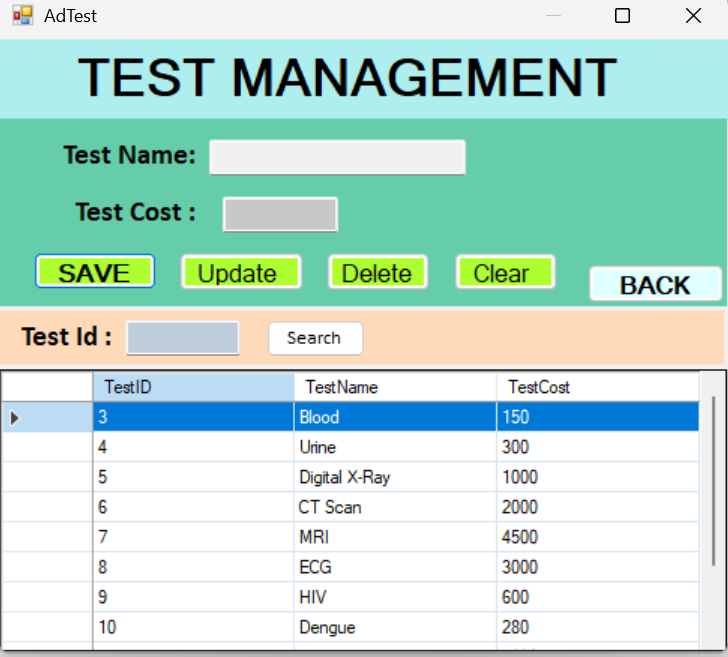 AdTest
TEST MANAGEMENT
Test Name:
Test Cost :
SAVE Update Delete Clear BACK
Test Id : Search
TestID TestName TestCost
3 Blood 150
4 Urine 300
5 Digital X-Ray 1000
6 CT Scan 2000
7 MRI 4500
8 ECG 3000
9 HIV 600
10 Dengue 280